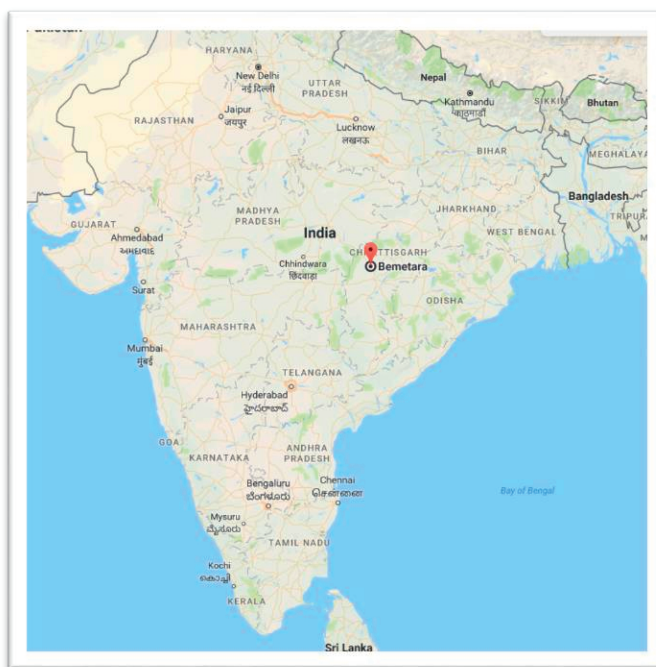 Pakistan
HARYANA
New Delhi
नई दिल्ली
UTTAR
PRADESH
Nepal
Kathmandu
काठमाडौं
SIKKIM
Bhutan
Jaipur
जयपुर
RAJASTHAN
Lucknow
लखनऊ
BIHAR
MEGHALAYA
Bangladesh
GUJARAT
Ahmedabad
અમદાવાદ
MADHYA
PRADESH
JHARKHAND
WEST BENGAL
TRIPUR
India
Chhindwara
छिंदवाड़ा
CHHATTISGARH
Bemetara
Surat
ODISHA
MAHARASHTRA
Mumbai
मुंबई
TELANGANA
Hyderabad
హైదరాబాద్
GOA
KARNATAKA
ANDHRA
PRADESH
Bengaluru
ಬೆಂಗಳೂರು
Chennai
சென்னை
Bay of Bengal
Mysuru
ಮೈಸೂರು
TAMIL NADU
Kochi
കൊച്ചി
KERALA
Sri Lanka